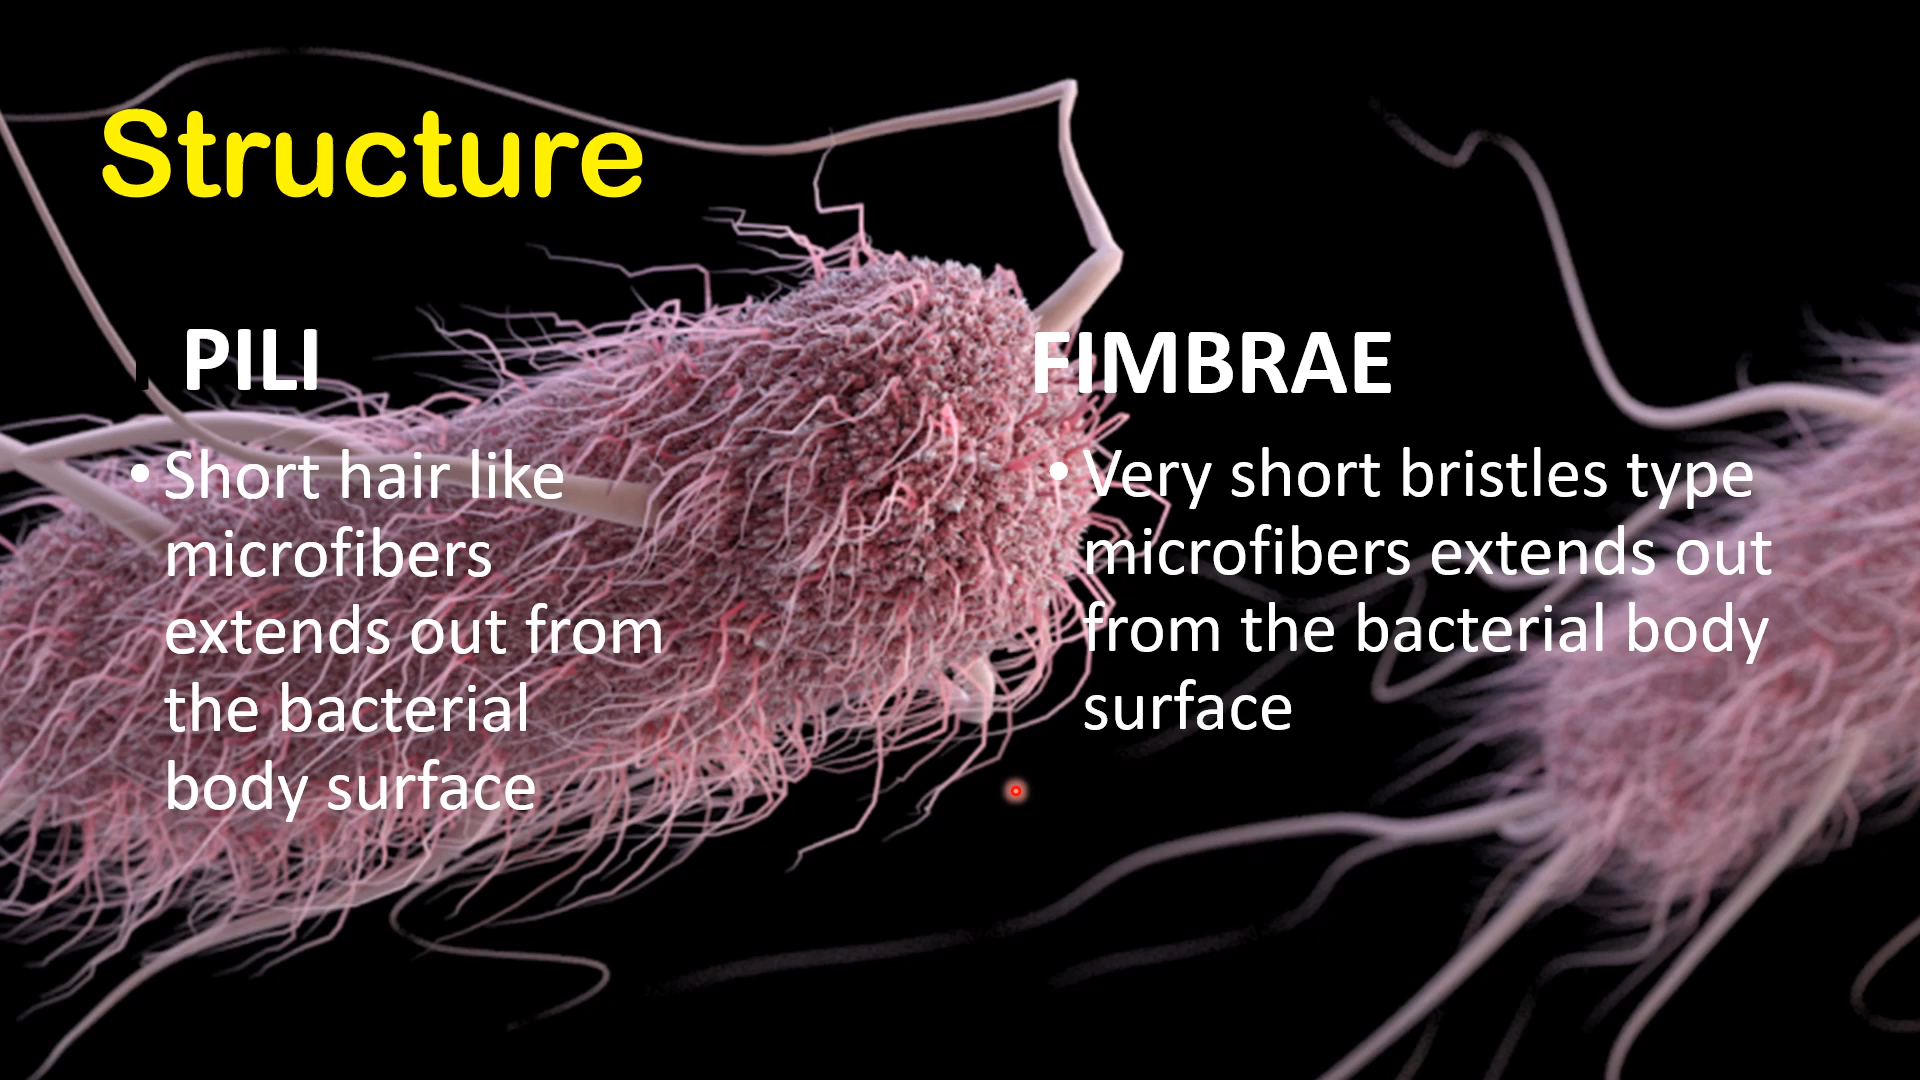 Structure
PILI
• Short hair like
microfibers
extends out from
the bacterial
body surface
FIMBRAE
• Very short bristles type
microfibers extends out
from the bacterial body
surface